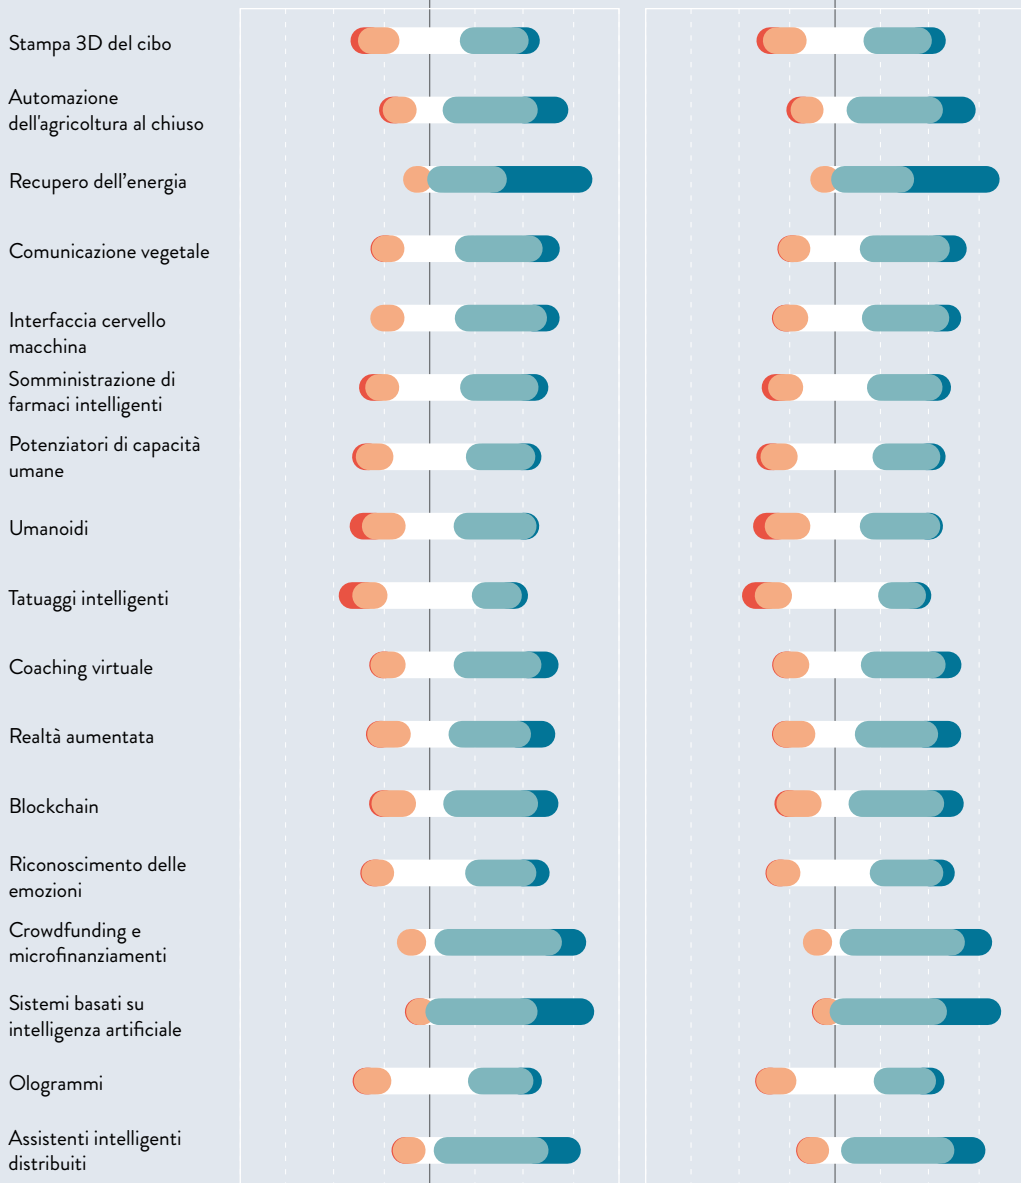 Stampa 3D del cibo
Automazione
dell'agricoltura al chiuso
Recupero dell’energia
Comunicazione vegetale
Interfaccia cervello
macchina
Somministrazione di
farmaci intelligenti
Potenziatori di capacità
umane
Umanoidi
Tatuaggi intelligenti
Coaching virtuale
Realtà aumentata
Blockchain
Riconoscimento delle
emozioni
Crowdfunding e
microfinanziamenti
Sistemi basati su
intelligenza artificiale
Ologrammi
Assistenti intelligenti
distribuiti